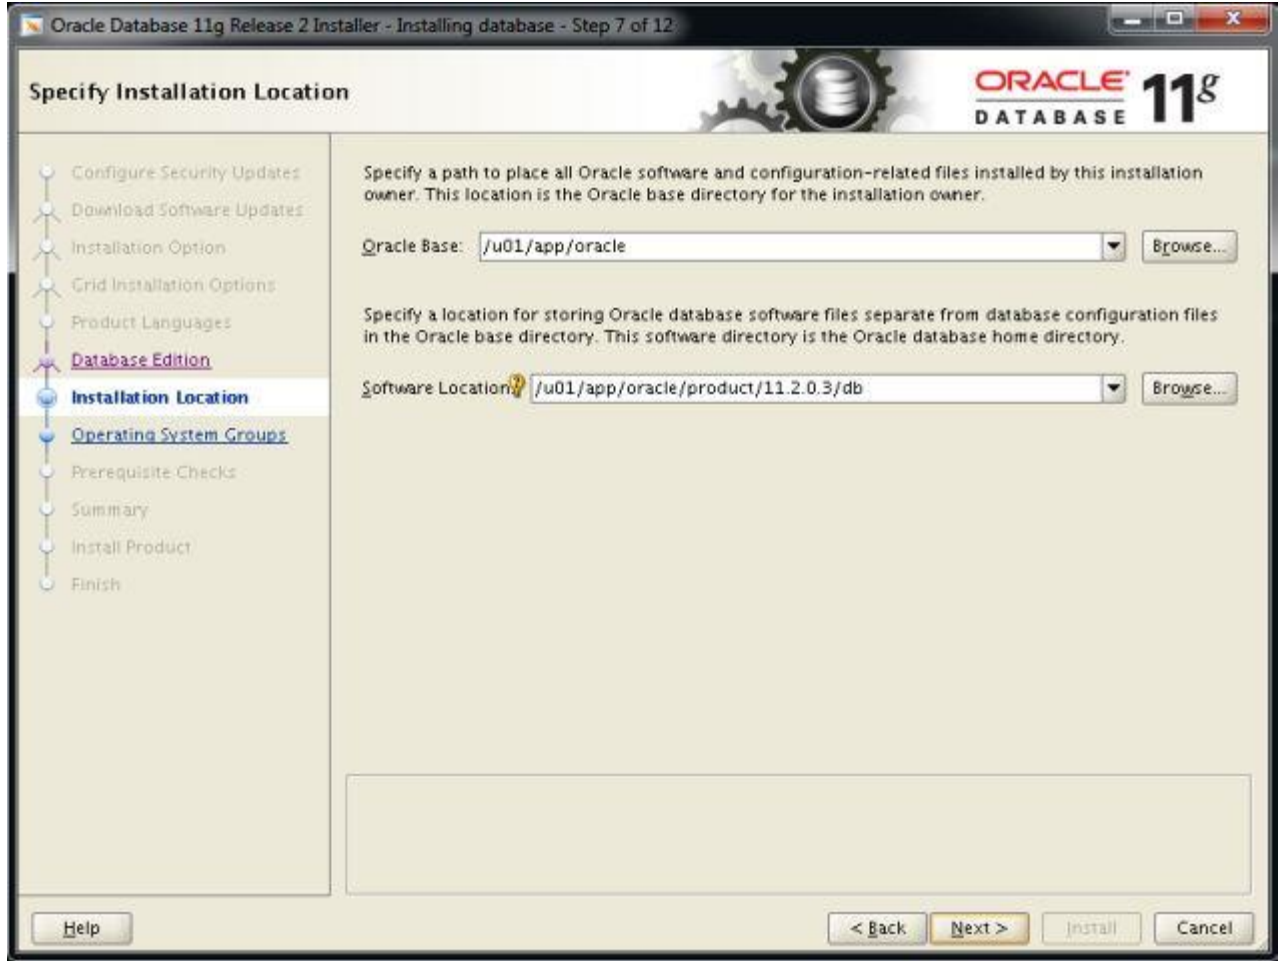 Oracle Database 11g Release 2 Installer - Installing database - Step 7 of 12
Specify Installation Location
ORACLE
DATABASE
11g
Configure Security Updates
Download Software Updates
Installation Option
Grid Installation Options
Product Languages
Database Edition
Installation Location
Operating System Groups
Prerequisite Checks
Summary
Install Product
Finish
Specify a path to place all Oracle software and configuration-related files installed by this installation
owner. This location is the Oracle base directory for the installation owner.
Oracle Base: /u01/app/oracle Browse...
Specify a location for storing Oracle database software files separate from database configuration files
in the Oracle base directory. This software directory is the Oracle database home directory.
Software Location: /u01/app/oracle/product/11.2.0.3/db Browse...
Help < Back Next > Install Cancel